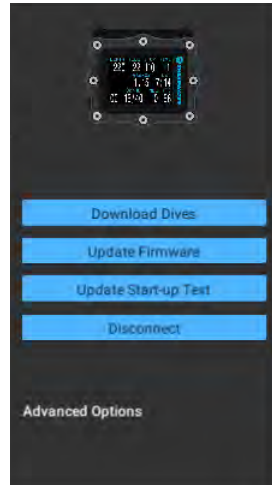 Download Dives
Update Firmware
Update Start-up Text
Disconnect
Advanced Options